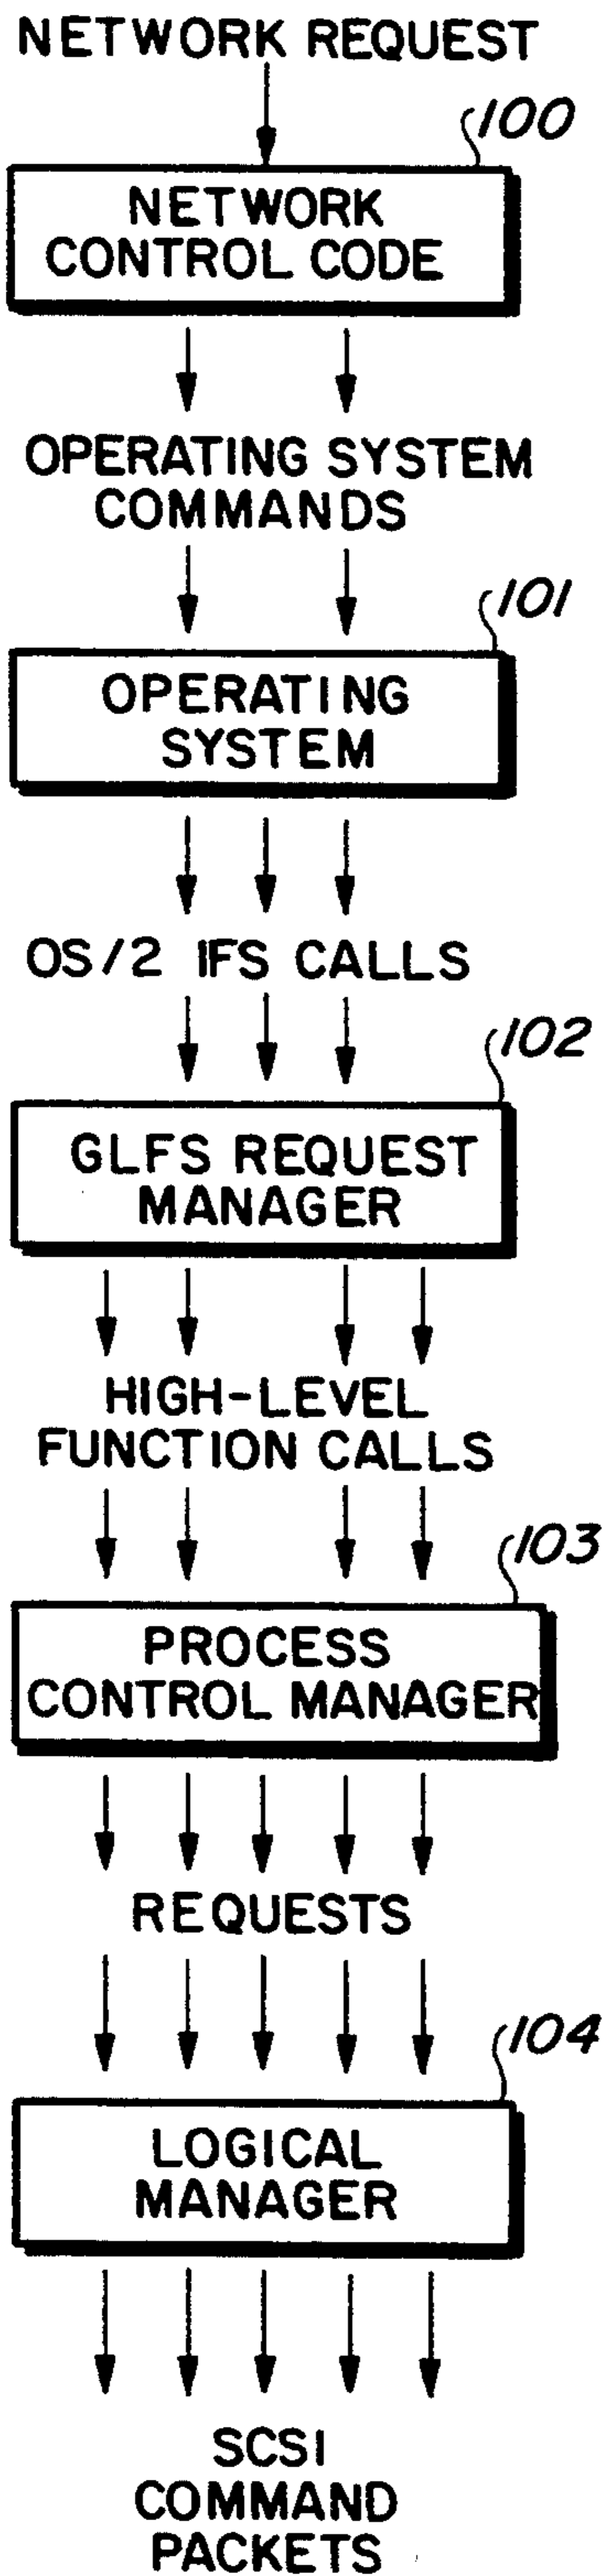 NETWORK REQUEST
100
NETWORK
CONTROL CODE
OPERATING SYSTEM
COMMANDS
101
OPERATING
SYSTEM
OS/2 IFS CALLS
102
GLFS REQUEST
MANAGER
HIGH-LEVEL
FUNCTION CALLS
103
PROCESS
CONTROL MANAGER
REQUESTS
104
LOGICAL
MANAGER
SCSI
COMMAND
PACKETS